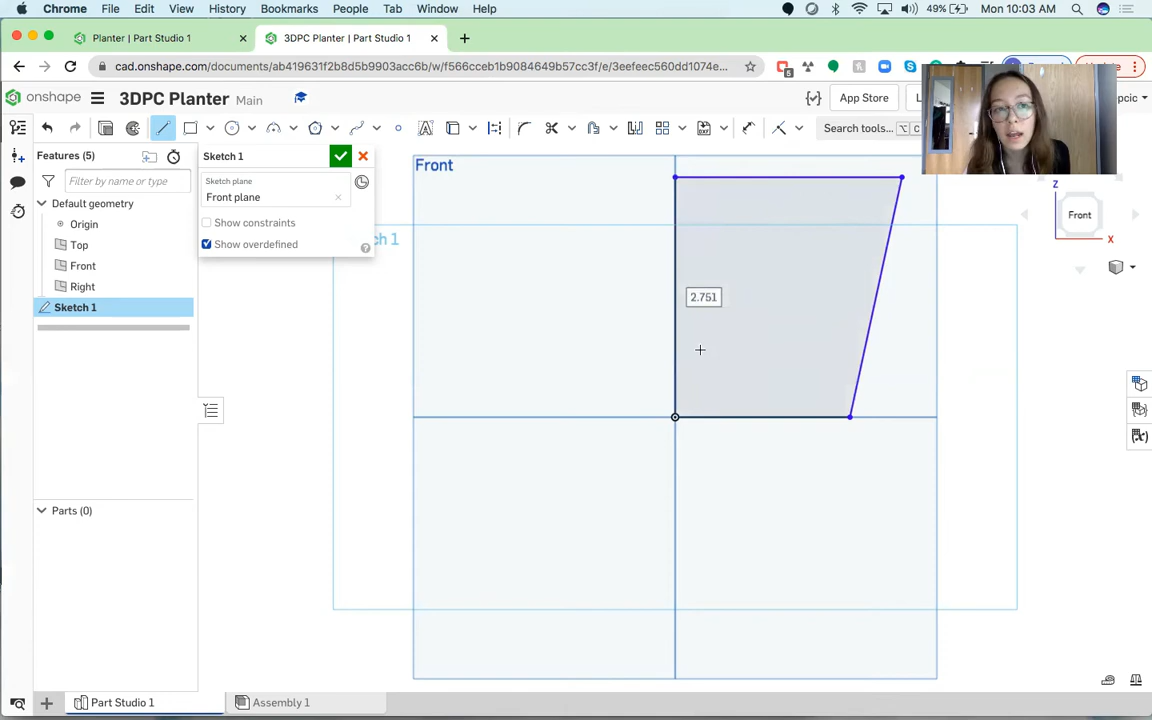 Chrome File Edit View History Bookmarks People Tab Window Help 49% Mon 10:03 AM
Planter | Part Studio 1 3DPC Planter | Part Studio 1
cad.onshape.com/documents/ab419631f2b8d5b9903acc6b/w/f566cceb1b9084649b57cc3f/e/3eefeec560dd1074e... 5
onshape 3DPC Planter Main App Store
Search tools... C
Features (5) Sketch 1 Front
Filter by name or type Sketch plane
Front plane
Default geometry Show constraints
Origin
Top Show overdefined
Front
Right
Sketch 1
2.751
Z
Front
X
Parts (0)
Part Studio 1 Assembly 1